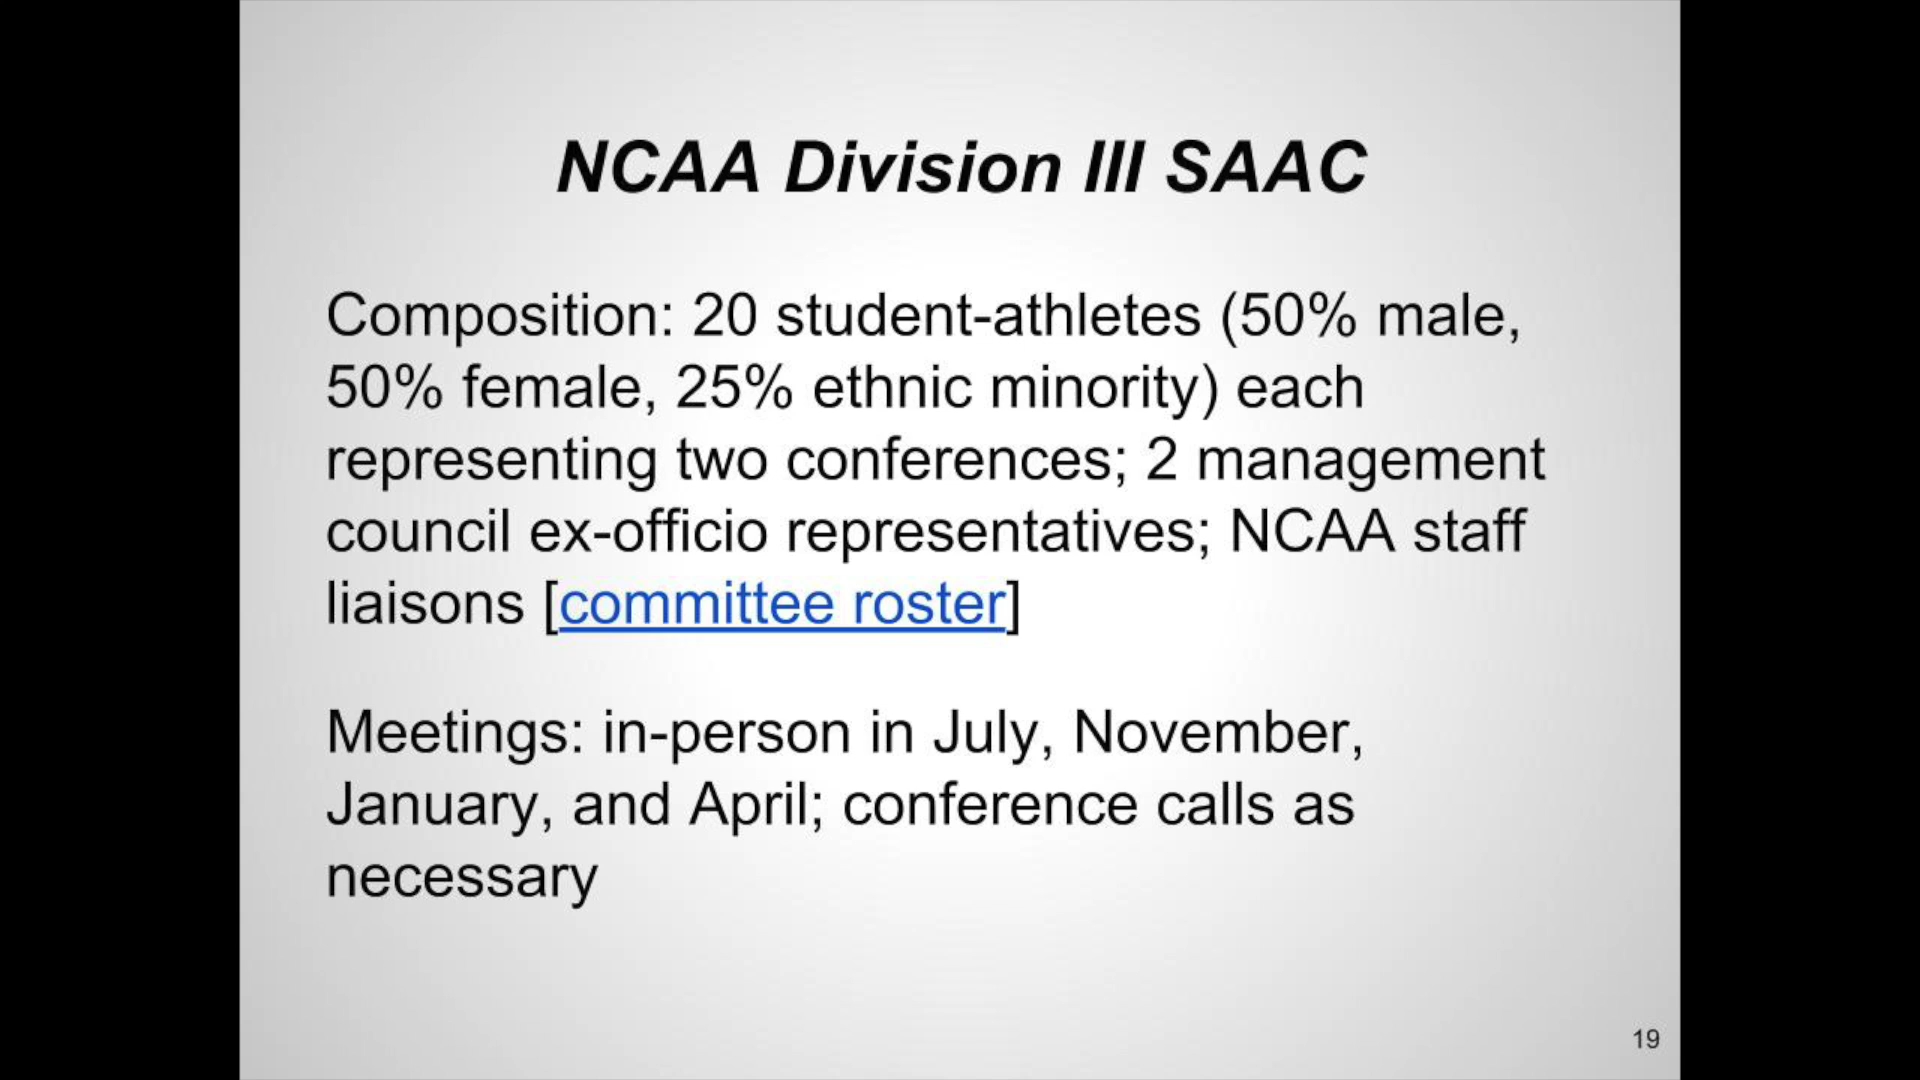 NCAA Division III SAAC
Composition: 20 student-athletes (50% male,
50% female, 25% ethnic minority) each
representing two conferences; 2 management
council ex-officio representatives; NCAA staff
liaisons [committee roster]
Meetings: in-person in July, November,
January, and April; conference calls as
necessary
19